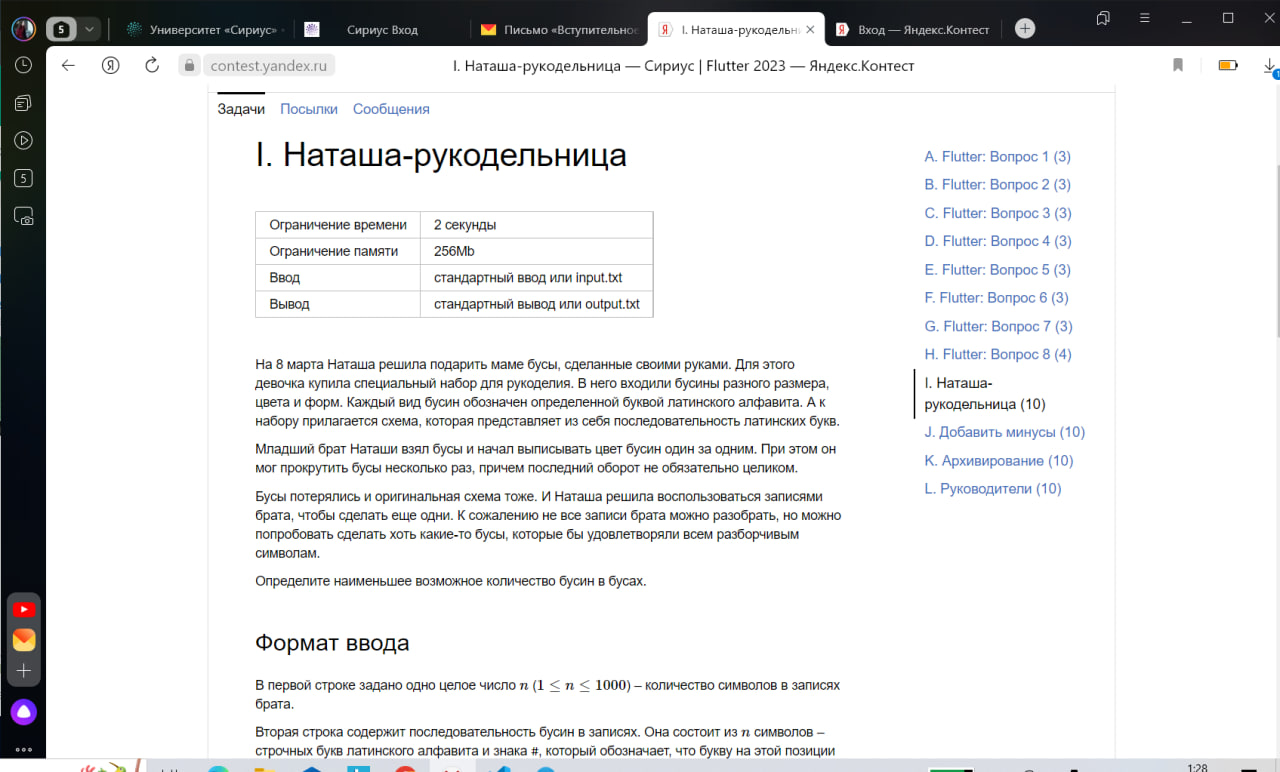 5
Университет «Сириус»
Сириус Вход
Письмо «Вступительное
I. Наташа-рукодельни
Вход — Яндекс.Контест
contest.yandex.ru
I. Наташа-рукодельница — Сириус | Flutter 2023 — Яндекс.Контест
1
5
Задачи Посылки Сообщения
I. Наташа-рукодельница
Ограничение времени 2 секунды
Ограничение памяти 256Mb
Ввод стандартный ввод или input.txt
Вывод стандартный вывод или output.txt
На 8 марта Наташа решила подарить маме бусы, сделанные своими руками. Для этого
девочка купила специальный набор для рукоделия. В него входили бусины разного размера,
цвета и форм. Каждый вид бусин обозначен определенной буквой латинского алфавита. А к
набору прилагается схема, которая представляет из себя последовательность латинских букв.
Младший брат Наташи взял бусы и начал выписывать цвет бусин один за одним. При этом он
мог прокрутить бусы несколько раз, причем последний оборот не обязательно целиком.
Бусы потерялись и оригинальная схема тоже. И Наташа решила воспользоваться записями
брата, чтобы сделать еще одни. К сожалению не все записи брата можно разобрать, но можно
попробовать сделать хоть какие-то бусы, которые бы удовлетворяли всем разборчивым
символам.
Определите наименьшее возможное количество бусин в бусах.
Формат ввода
В первой строке задано одно целое число n (1 ≤ n ≤ 1000) – количество символов в записях
брата.
Вторая строка содержит последовательность бусин в записях. Она состоит из n символов –
строчных букв латинского алфавита и знака #, который обозначает, что букву на этой позиции
A. Flutter: Вопрос 1 (3)
B. Flutter: Вопрос 2 (3)
C. Flutter: Вопрос 3 (3)
D. Flutter: Вопрос 4 (3)
E. Flutter: Вопрос 5 (3)
F. Flutter: Вопрос 6 (3)
G. Flutter: Вопрос 7 (3)
H. Flutter: Вопрос 8 (4)
I. Наташа-
рукодельница (10)
J. Добавить минусы (10)
K. Архивирование (10)
L. Руководители (10)
1:28